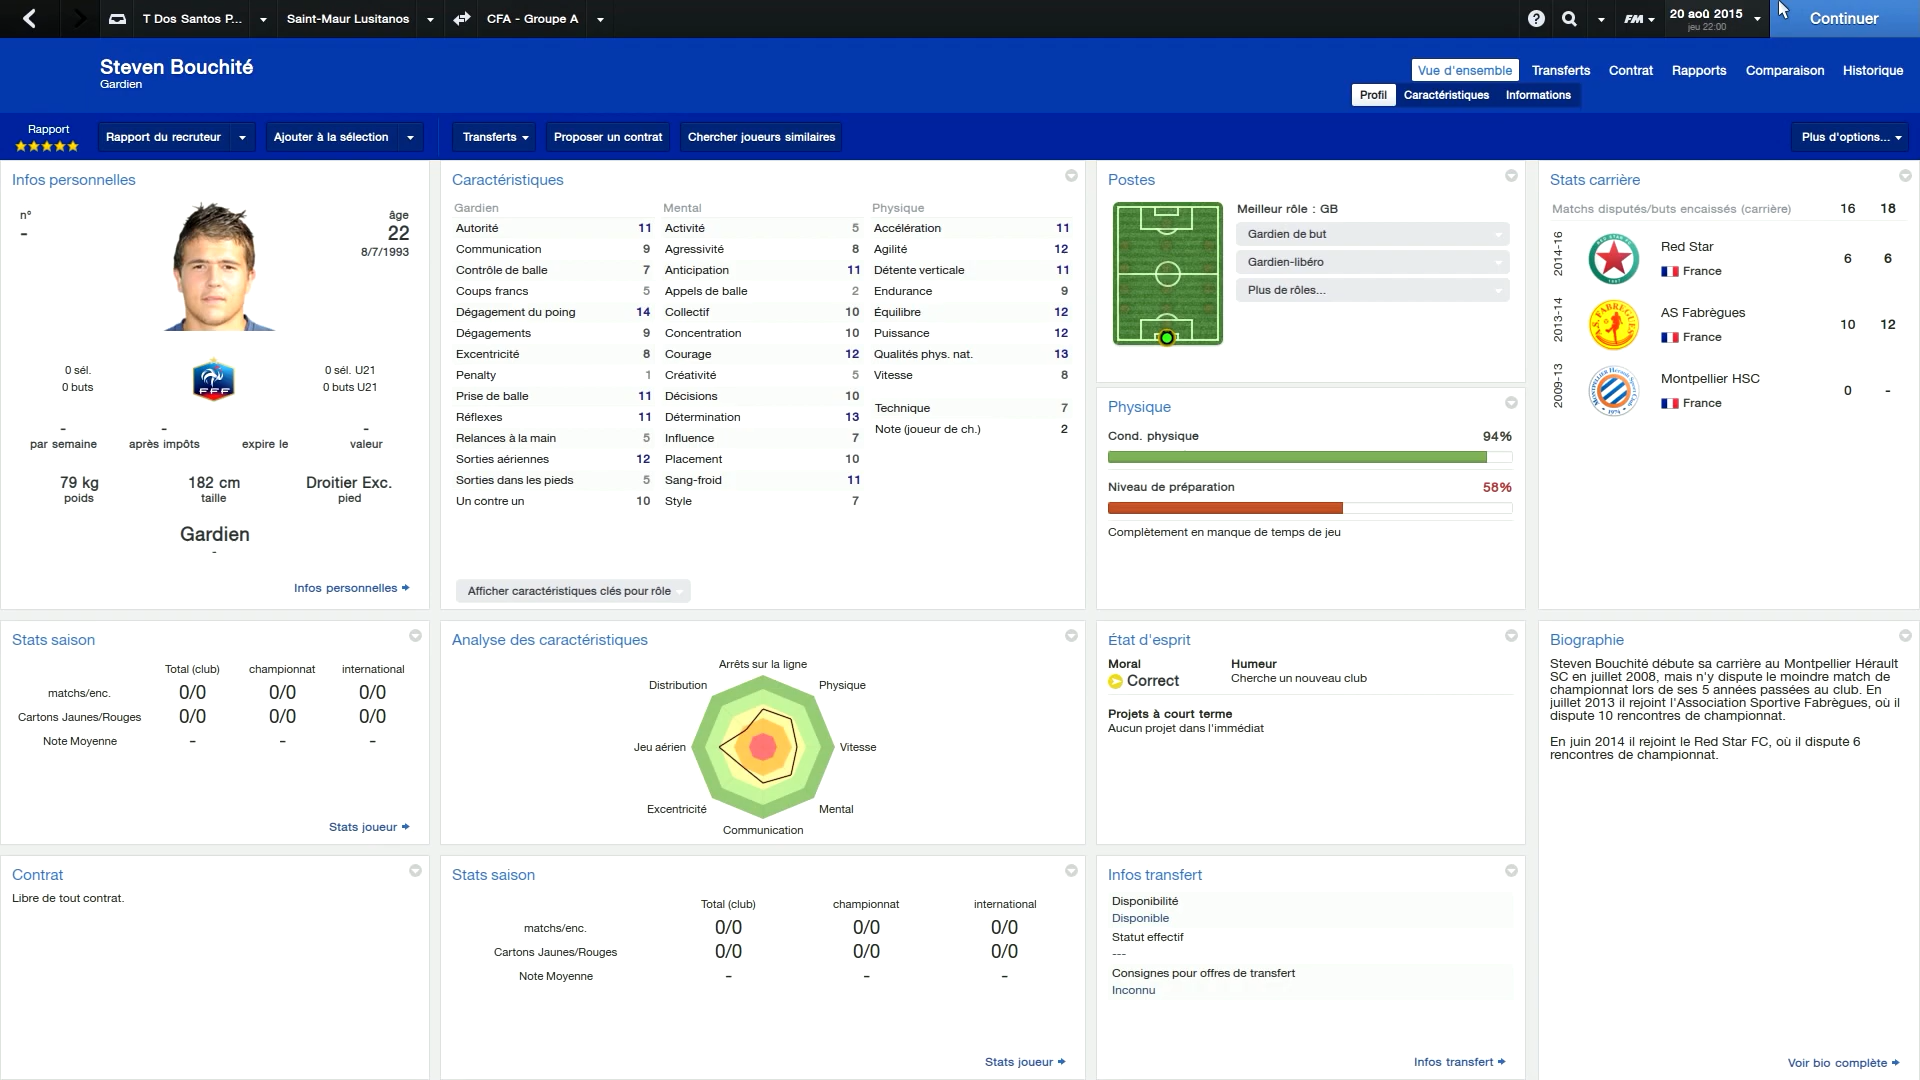 T Dos Santos P... Saint-Maur Lusitanos CFA - Groupe A
? FM 20 aoû 2015
jeu 22:00
Continuer
Steven Bouchité
Gardien
Vue d'ensemble Transferts Contrat Rapports Comparaison Historique
Profil Caractéristiques Informations
Rapport
Rapport du recruteur Ajouter à la sélection Transferts Proposer un contrat Chercher joueurs similaires Plus d'options...
Infos personnelles
n°
-
âge
22
8/7/1993
0 sél.
0 buts
FFF
0 sél. U21
0 buts U21
- - -
par semaine après impôts expire le valeur
79 kg 182 cm Droitier Exc.
poids taille pied
Gardien
-
Infos personnelles
Caractéristiques
Gardien Mental Physique
Autorité 11 Activité 5 Accélération 11
Communication 9 Agressivité 8 Agilité 12
Contrôle de balle 7 Anticipation 11 Détente verticale 11
Coups francs 5 Appels de balle 2 Endurance 9
Dégagement du poing 14 Collectif 10 Équilibre 12
Dégagements 9 Concentration 10 Puissance 12
Excentricité 8 Courage 12 Qualités phys. nat. 13
Penalty 1 Créativité 5 Vitesse 8
Prise de balle 11 Décisions 10
Technique 7
Réflexes 11 Détermination 13
Note (joueur de ch.) 2
Relances à la main 5 Influence 7
Sorties aériennes 12 Placement 10
Sorties dans les pieds 5 Sang-froid 11
Un contre un 10 Style 7
Afficher caractéristiques clés pour rôle
Postes
Meilleur rôle : GB
Gardien de but
Gardien-libéro
Plus de rôles...
Physique
Cond. physique 94%
Niveau de préparation 58%
Complètement en manque de temps de jeu
Stats carrière
Matchs disputés/buts encaissés (carrière) 16 18
2014-16 Red Star
France 6 6
2013-14 AS Fabrègues
France 10 12
2009-13 Montpellier HSC
France 0 -
Stats saison
Total (club) championnat international
matchs/enc. 0/0 0/0 0/0
Cartons Jaunes/Rouges 0/0 0/0 0/0
Note Moyenne - - -
Stats joueur
Analyse des caractéristiques
Arrêts sur la ligne
Distribution Physique
Jeu aérien Vitesse
Excentricité Mental
Communication
État d'esprit
Moral Humeur
Correct Cherche un nouveau club
Projets à court terme
Aucun projet dans l'immédiat
Biographie
Steven Bouchité débute sa carrière au Montpellier Hérault
SC en juillet 2008, mais n'y dispute le moindre match de
championnat lors de ses 5 années passées au club. En
juillet 2013 il rejoint l'Association Sportive Fabrègues, où il
dispute 10 rencontres de championnat.
En juin 2014 il rejoint le Red Star FC, où il dispute 6
rencontres de championnat.
Voir bio complète
Contrat
Libre de tout contrat.
Stats saison
Total (club) championnat international
matchs/enc. 0/0 0/0 0/0
Cartons Jaunes/Rouges 0/0 0/0 0/0
Note Moyenne - - -
Stats joueur
Infos transfert
Disponibilité
Disponible
Statut effectif
---
Consignes pour offres de transfert
Inconnu
Infos transfert